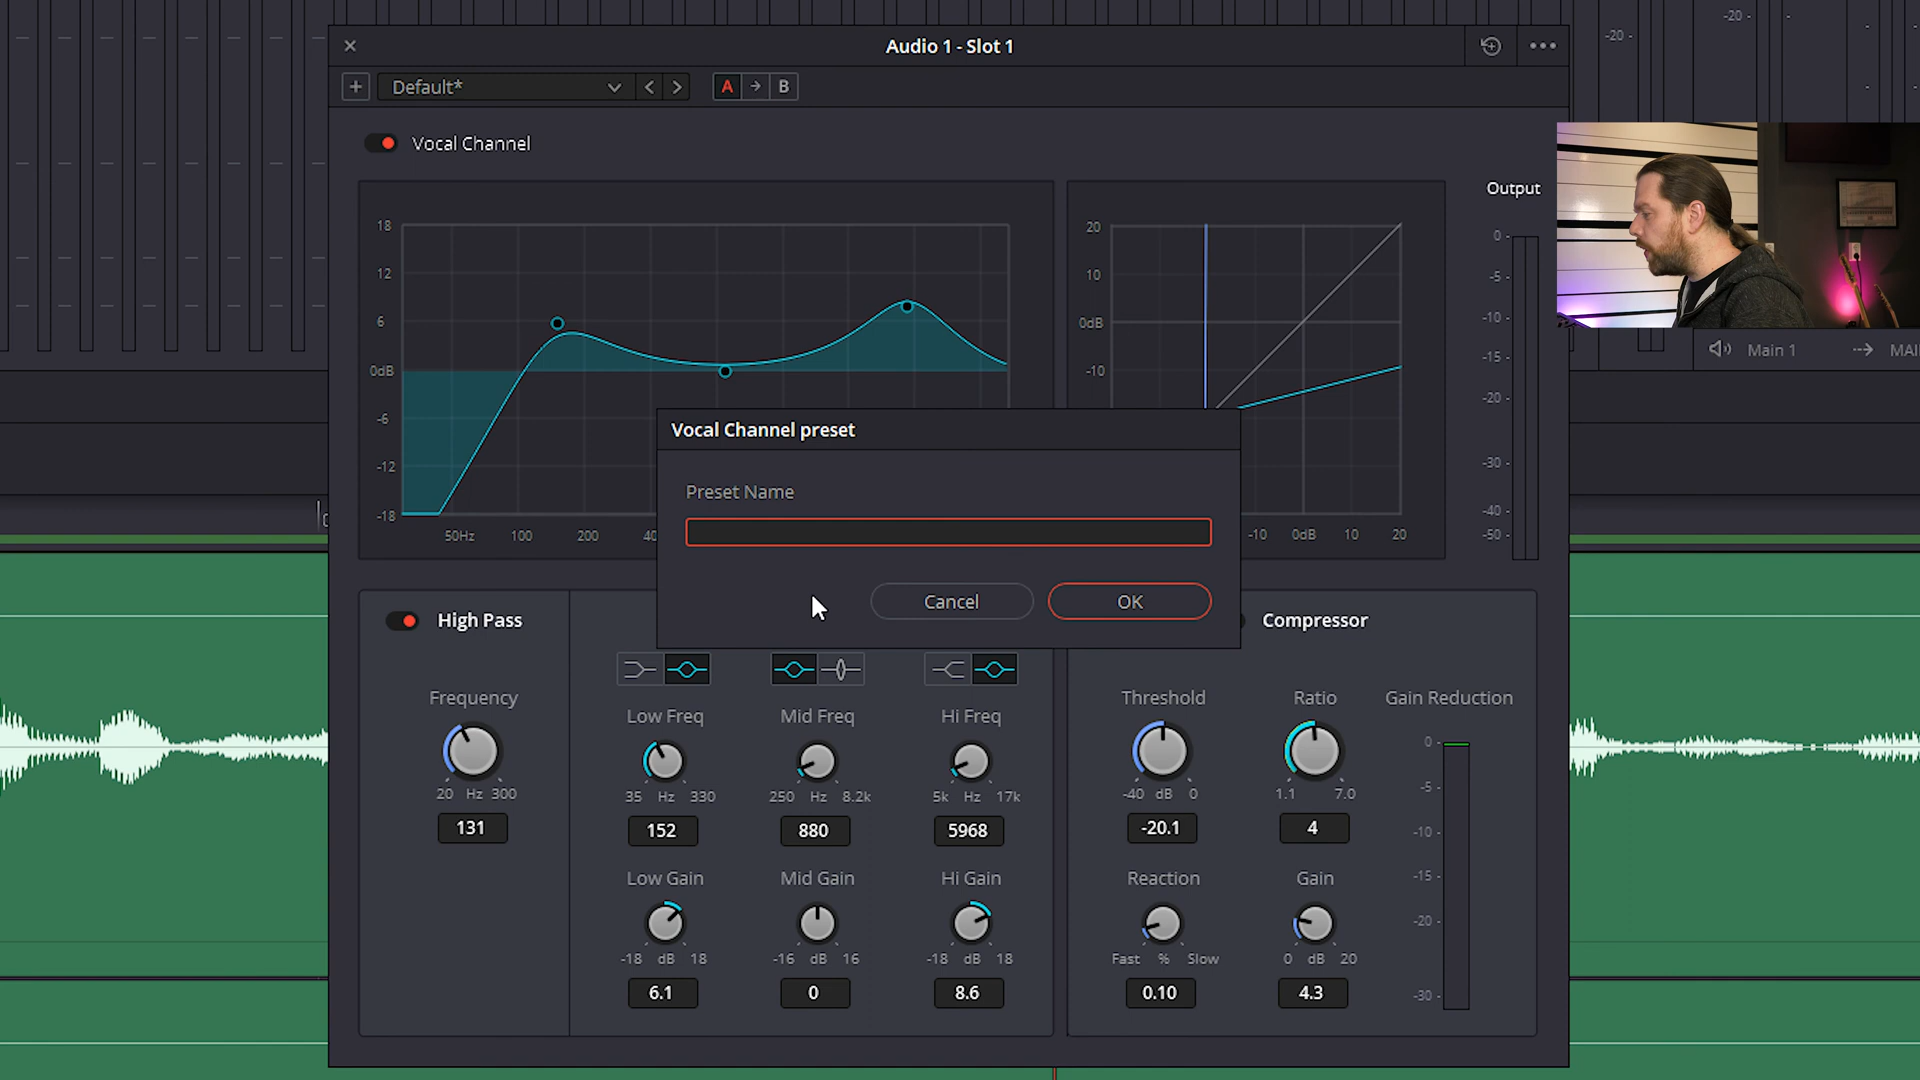 -20 -
-20 -
Audio 1 - Slot 1
Default*
A
B
Vocal Channel
Output
18
12
6
0dB
-6
-12
-18
50Hz
100
200
20
10
0dB
-10
-10
0dB
10
20
0
-5
-10
-15
-20
-30
-40
-50
Main 1
Vocal Channel preset
Preset Name
Cancel
OK
High Pass
Frequency
20 Hz 300
131
Low Freq
35 Hz 330
152
Mid Freq
250 Hz 8.2k
880
Hi Freq
5k Hz 17k
5968
Low Gain
-18 dB 18
6.1
Mid Gain
-16 dB 16
0
Hi Gain
-18 dB 18
8.6
Compressor
Threshold
-40 dB 0
-20.1
Ratio
1.1 7.0
4
Gain Reduction
0
-5
-10
-15
-20
-30
Reaction
Fast % Slow
0.10
Gain
0 dB 20
4.3